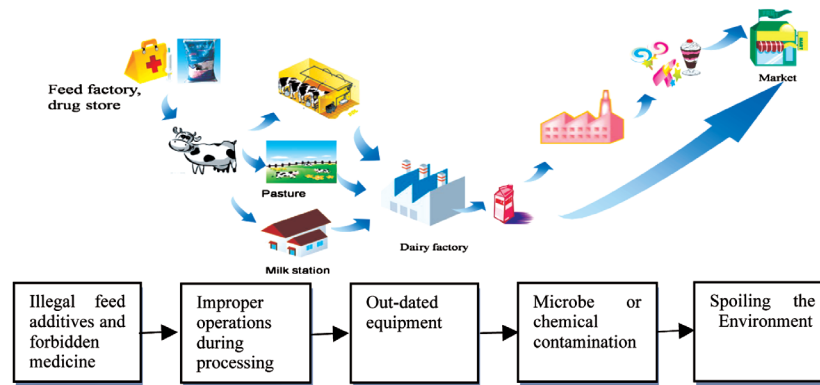 Feed factory,
drug store
Market
Pasture
Dairy factory
Milk station
Illegal feed
additives and
forbidden
medicine
Improper
operations
during
processing
Out-dated
equipment
Microbe or
chemical
contamination
Spoiling the
Environment